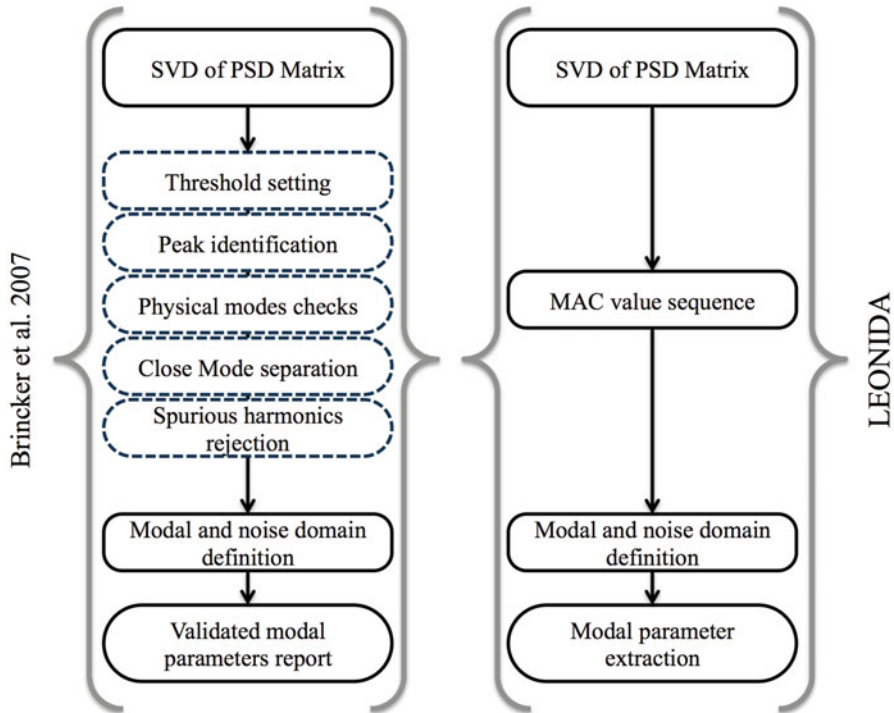 Brincker et al. 2007
SVD of PSD Matrix
Threshold setting
Peak identification
Physical modes checks
Close Mode separation
Spurious harmonics
rejection
Modal and noise domain
definition
Validated modal
parameters report
SVD of PSD Matrix
MAC value sequence
Modal and noise domain
definition
Modal parameter
extraction
LEONIDA